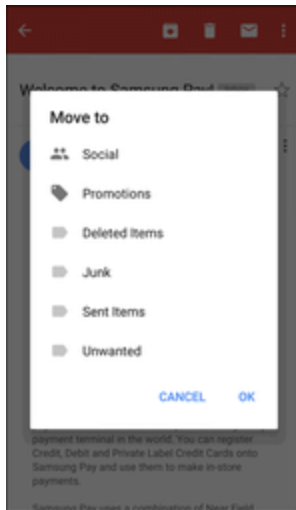 Welcome to Samsung Pay!
Move to
Social
Promotions
Deleted Items
Junk
Sent Items
Unwanted
CANCEL
OK
payment terminal in the world. You can register
Credit, Debit and Private Label Credit Cards onto
Samsung Pay and use them to make in-store
payments.
Samsung Pay uses a combination of Near Field